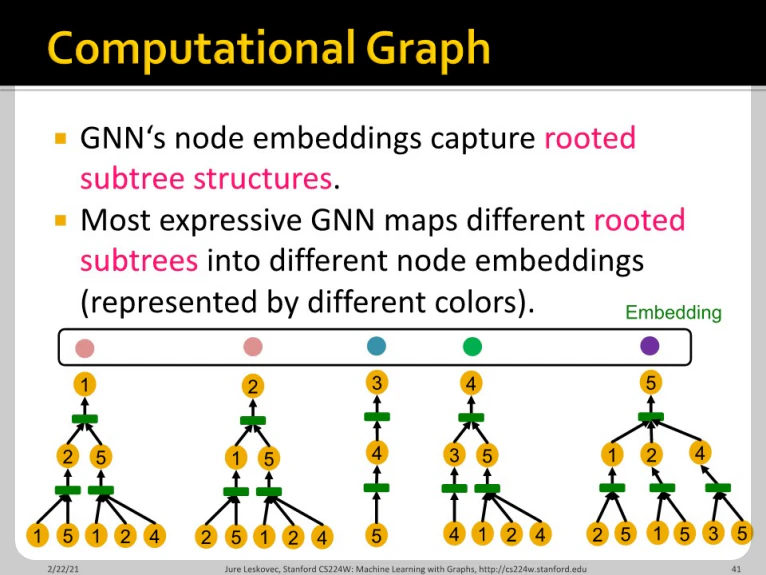 Computational Graph
GNN‘s node embeddings capture rooted
subtree structures.
Most expressive GNN maps different rooted
subtrees into different node embeddings
(represented by different colors).
Embedding
1 2 3 4 5
2 5 1 5 4 3 5 1 2 4
1 5 1 2 4 2 5 1 2 4 5 4 1 2 4 2 5 1 5 3 5
2/22/21 Jure Leskovec, Stanford CS224W: Machine Learning with Graphs, http://cs224w.stanford.edu 41